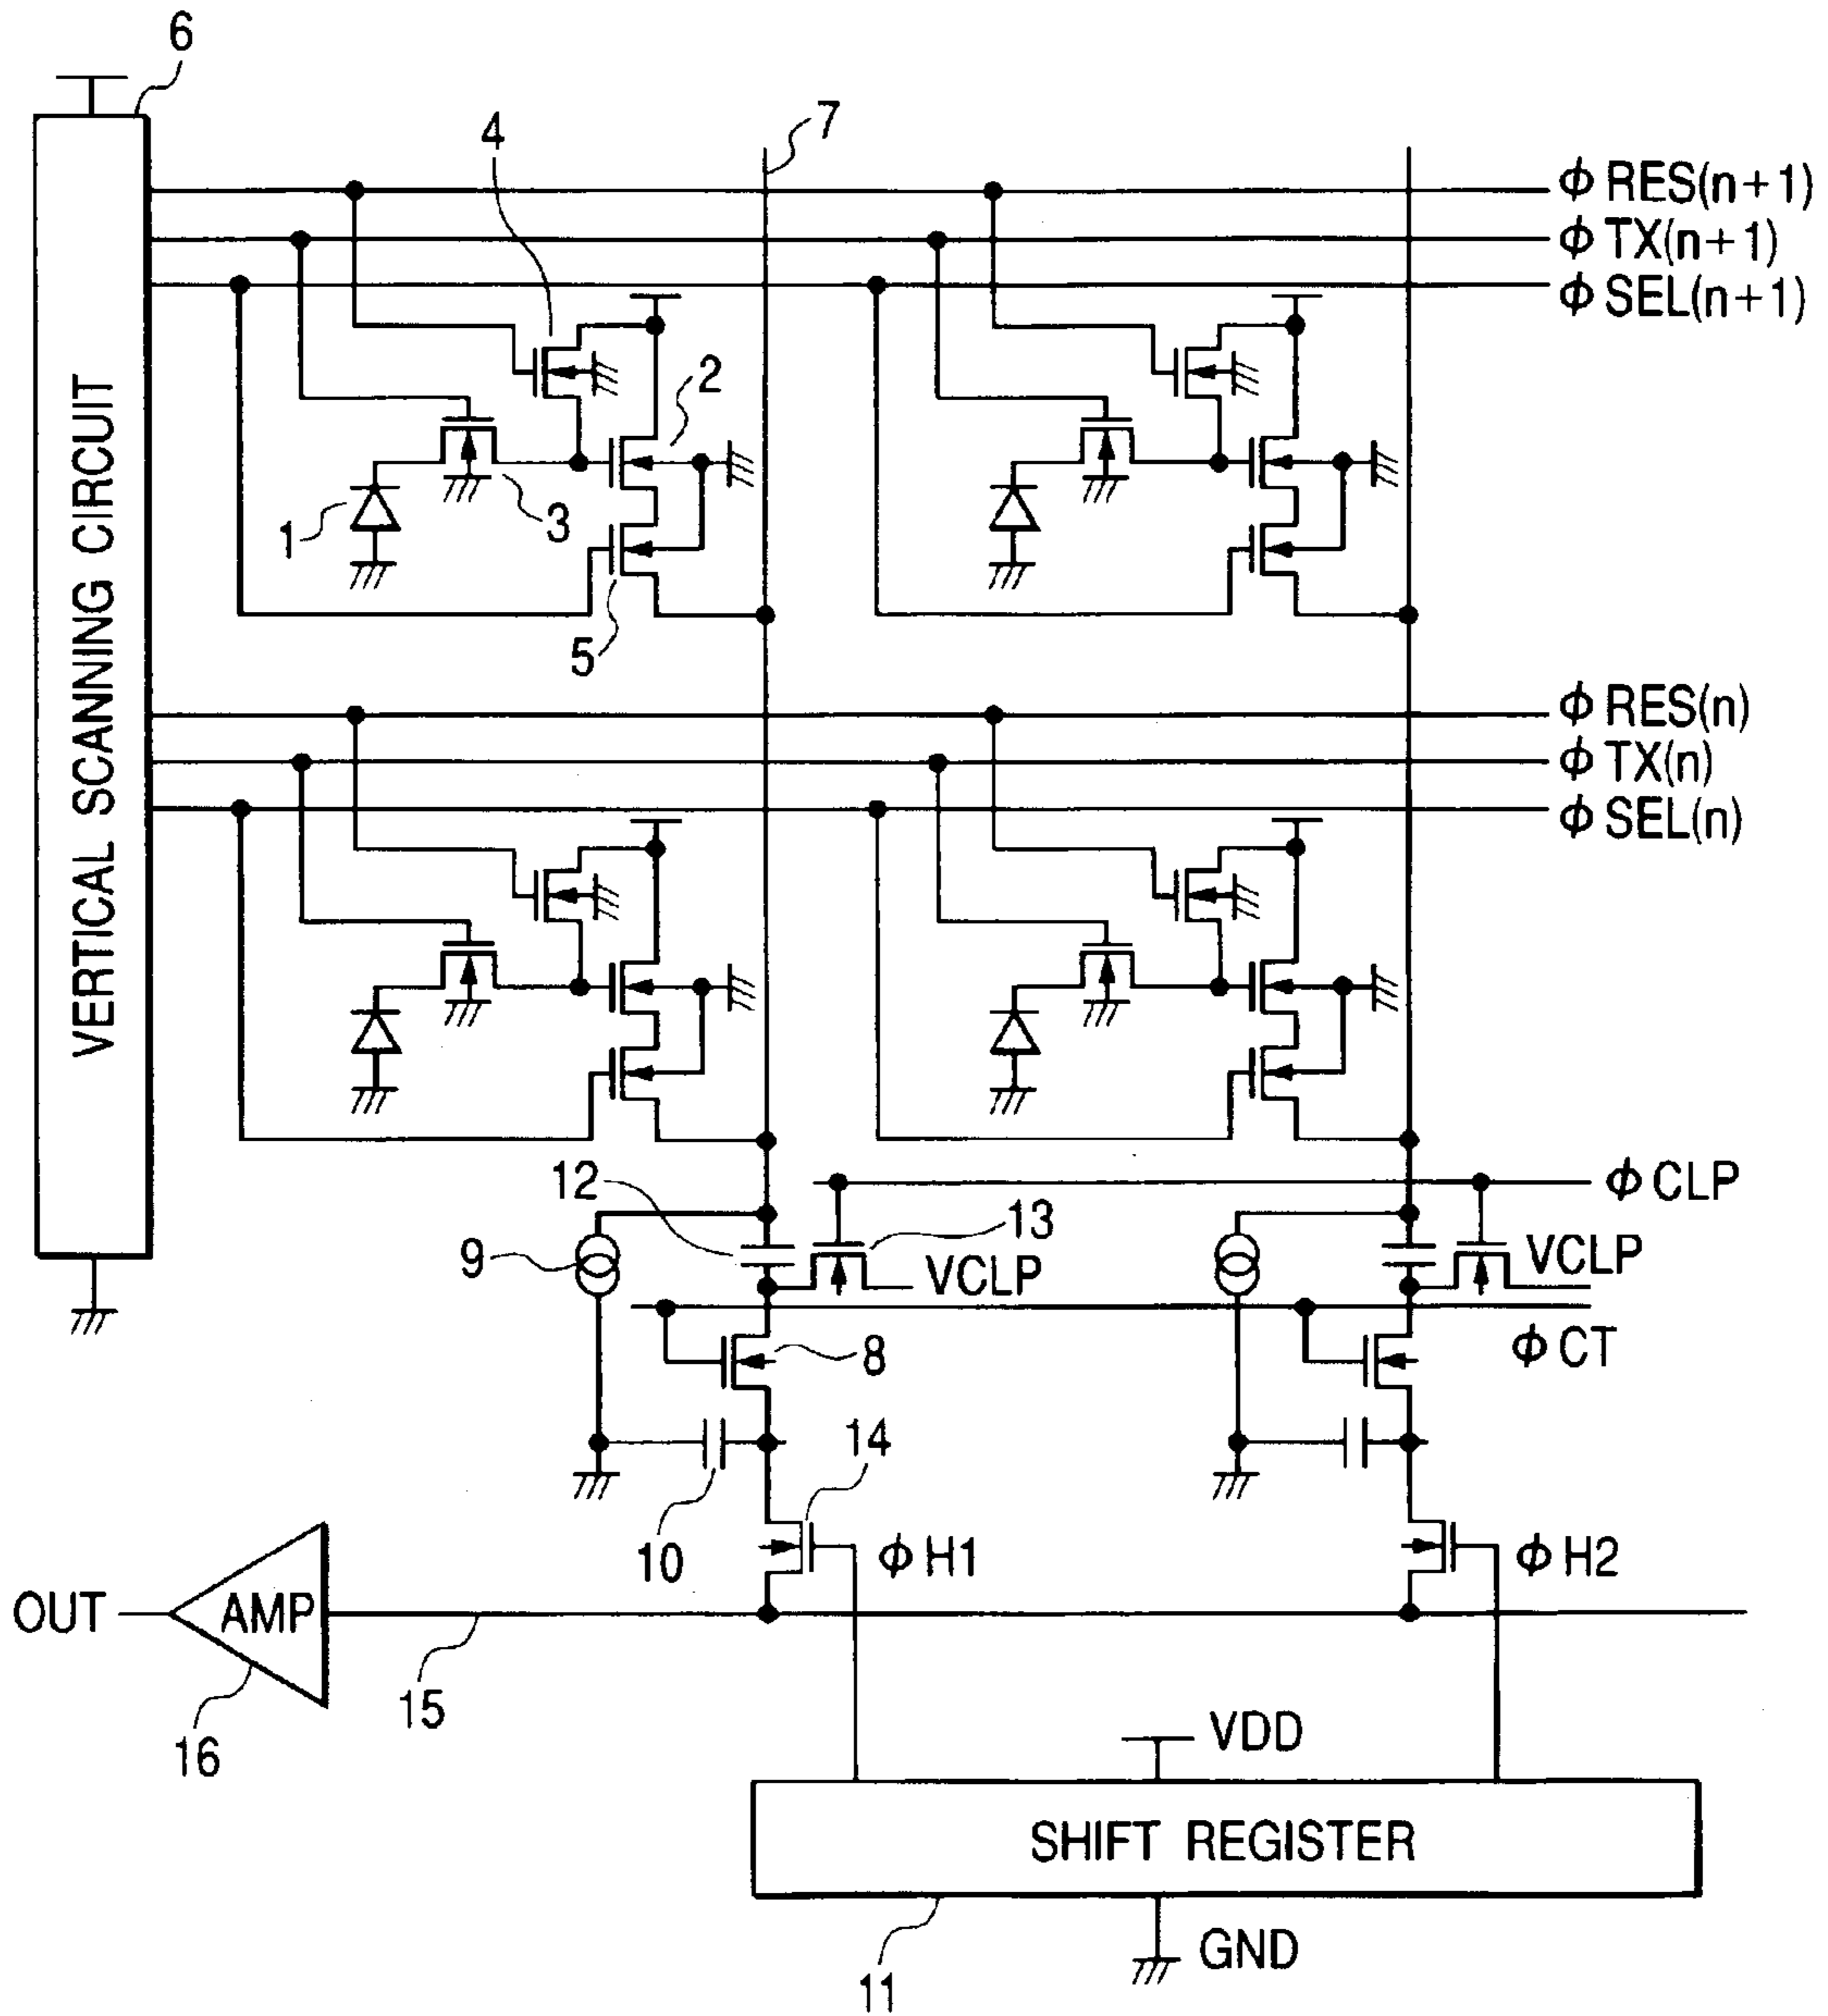 6
4
7
ϕ RES(n+1)
ϕ TX(n+1)
ϕ SEL(n+1)
2
1
3
5
VERTICAL SCANNING CIRCUIT
ϕ RES(n)
ϕ TX(n)
ϕ SEL(n)
12
ϕ CLP
13
9
VCLP
VCLP
8
ϕ CT
14
10
ϕ H1
ϕ H2
OUT
AMP
15
16
VDD
SHIFT REGISTER
GND
11